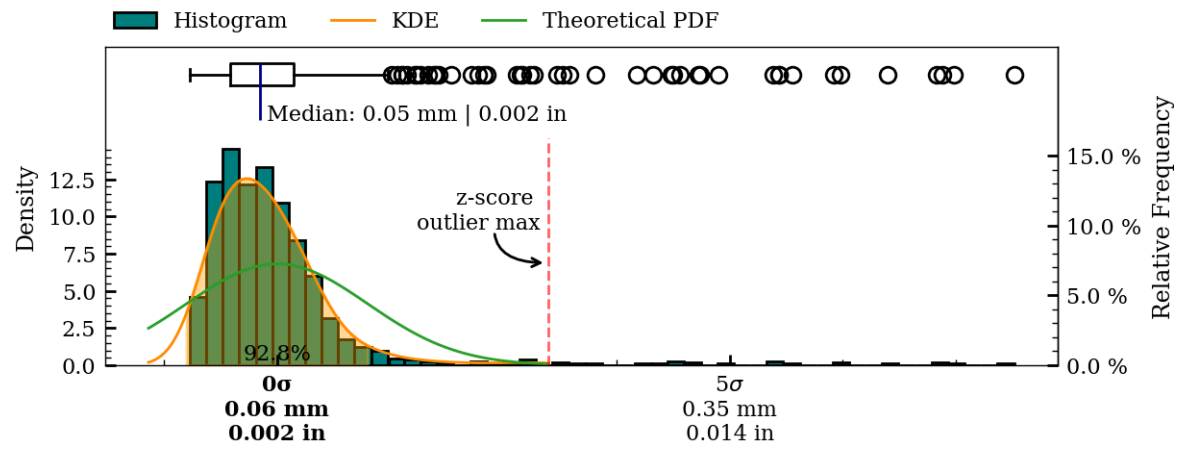 Histogram KDE Theoretical PDF
Median: 0.05 mm | 0.002 in
Density
12.5
10.0
7.5
5.0
2.5
0.0
z-score
outlier max
92.8%
15.0 %
10.0 %
5.0 %
0.0 %
Relative Frequency
0σ
0.06 mm
0.002 in
5σ
0.35 mm
0.014 in